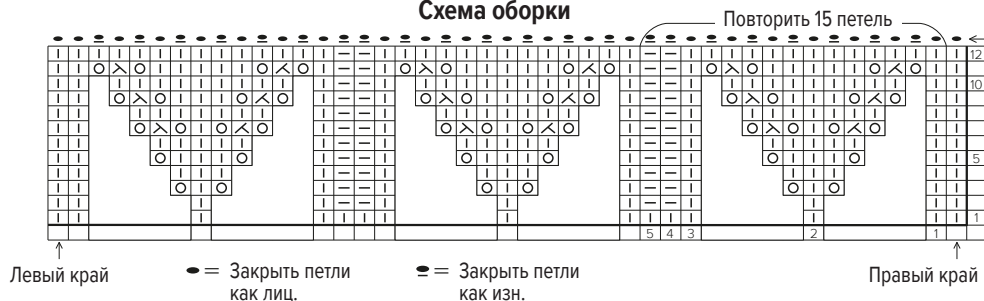 Схема оборки
Повторить 15 петель
12
10
5
1
5 4 3 2 1
Левый край
= Закрыть петли
как лиц.
= Закрыть петли
как изн.
Правый край